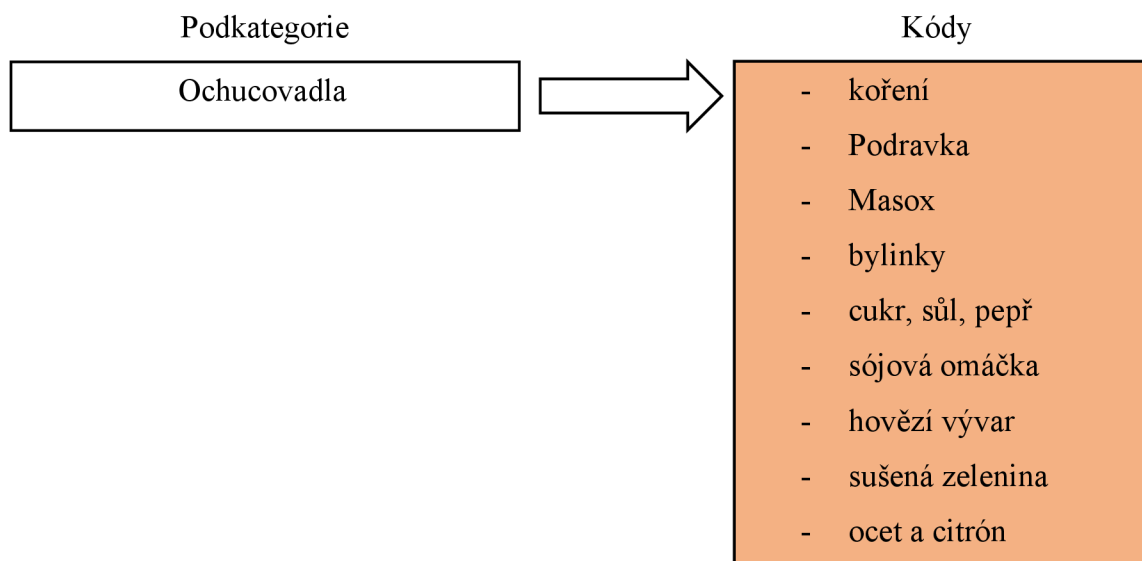 Podkategorie
Kódy
Ochucovadla
- koření
- Podravka
- Masox
- bylinky
- cukr, sůl, pepř
- sójová omáčka
- hovězí vývar
- sušená zelenina
- ocet a citrón